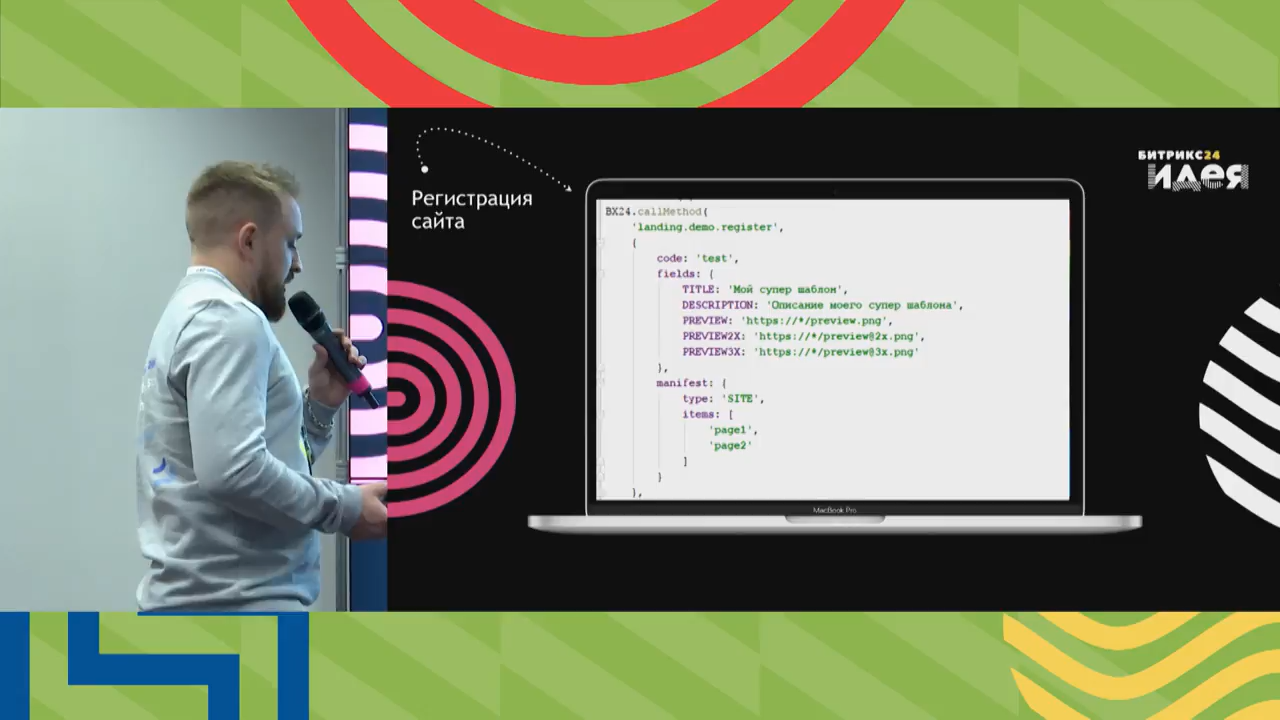 Регистрация
сайта
БИТРИКС24
идея
BX24.callMethod(
'landing.demo.register',
{
code: 'test',
fields: {
TITLE: 'Мой супер шаблон',
DESCRIPTION: 'Описание моего супер шаблона',
PREVIEW: 'https://*/preview.png',
PREVIEW2X: 'https://*/preview@2x.png',
PREVIEW3X: 'https://*/preview@3x.png'
},
manifest: {
type: 'SITE',
items: [
'page1',
'page2'
]
}
},
MacBook Pro